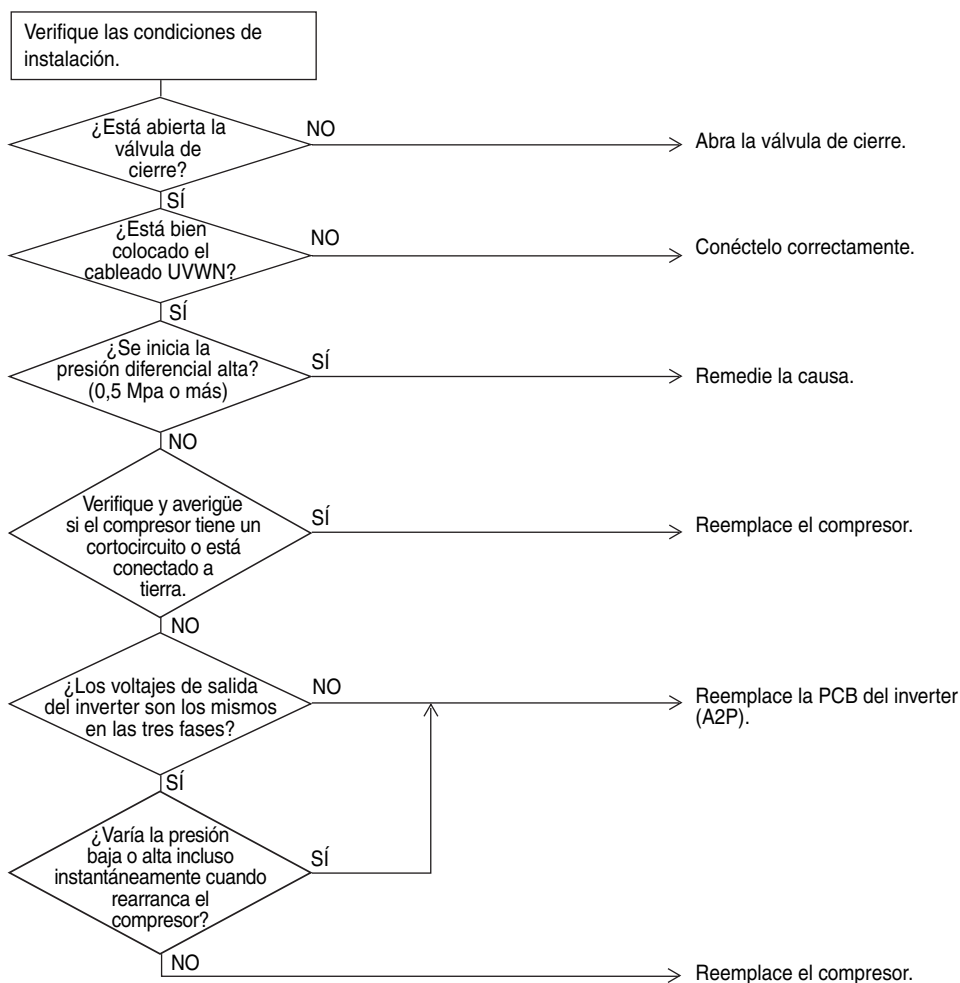 Verifique las condiciones de
instalación.
¿Está abierta la
válvula de
cierre?
NO
Abra la válvula de cierre.
SÍ
¿Está bien
colocado el
cableado UVWN?
NO
Conéctelo correctamente.
SÍ
¿Se inicia la
presión diferencial alta?
(0,5 Mpa o más)
SÍ
Remedie la causa.
NO
Verifique y averigüe
si el compresor tiene un
cortocircuito o está
conectado a
tierra.
SÍ
Reemplace el compresor.
NO
¿Los voltajes de salida
del inverter son los mismos
en las tres fases?
NO
Reemplace la PCB del inverter
(A2P).
SÍ
¿Varía la presión
baja o alta incluso
instantáneamente cuando
rearranca el
compresor?
SÍ
NO
Reemplace el compresor.